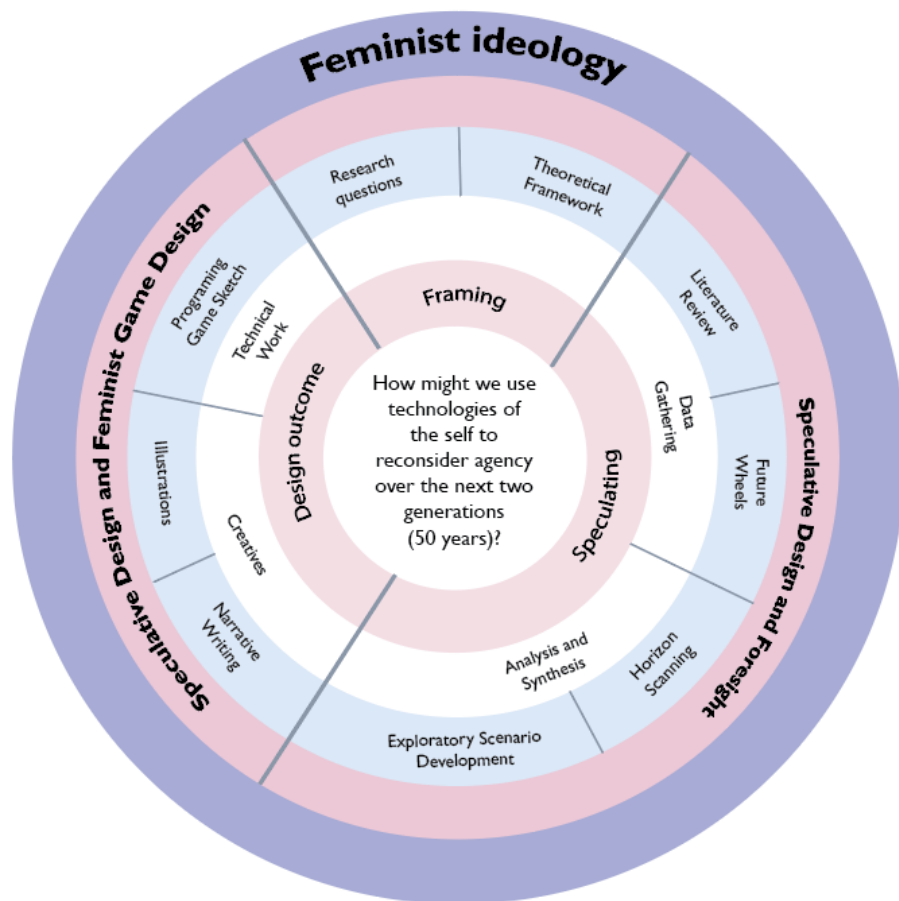 Feminist ideology
Research
questions
Theoretical
Framework
Literature
Review
Future
Wheels
Horizon
Scanning
Exploratory Scenario
Development
Narrative
Writing
Illustrations
Programing
Game Sketch
Technical
Work
Creatives
Data
Gathering
Analysis and
Synthesis
Framing
Speculating
Design outcome
How might we use
technologies of
the self to
reconsider agency
over the next two
generations
(50 years)?
Speculative Design and Feminist Game Design
Speculative Design and Foresight